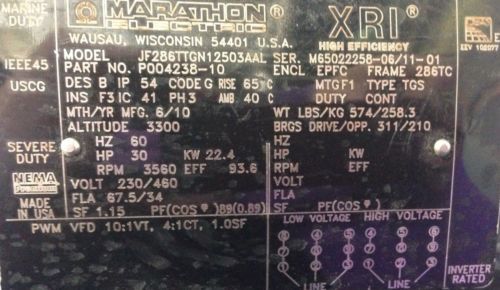 MARINE DUTY
MARATHON ® XRI ®
ELECTRIC HIGH EFFICIENCY
WAUSAU, WISCONSIN 54401 U.S.A.
EEV 102077
IEEE45
USCG
MODEL JF286TTGN12503AAL SER. M65022258-06/11-01
PART NO. P004238-10 ENCL EPFC FRAME 286TC
DES B IP 54 CODE G RISE 65 C MTGF1 TYPE TGS
INS F3 IC 41 PH 3 AMB. 40 C DUTY CONT
MTH/YR MFG. 6/10 WT LBS/KG 574/258.3
ALTITUDE 3300 BRGS DRIVE/OPP. 311/210
SEVERE DUTY
HZ 60 HZ
HP 30 KW 22.4 HP KW
RPM 3560 EFF 93.6 RPM EFF
NEMA Premium
VOLT 230/460 VOLT
FLA 67.5/34 FLA
MADE IN USA
SF 1.15 PF(COS φ)89(0.89) SF PF(COS φ)
PWM VFD 10:1VT, 4:1CT, 1.0SF
LOW VOLTAGE HIGH VOLTAGE
LINE LINE
INVERTER RATED